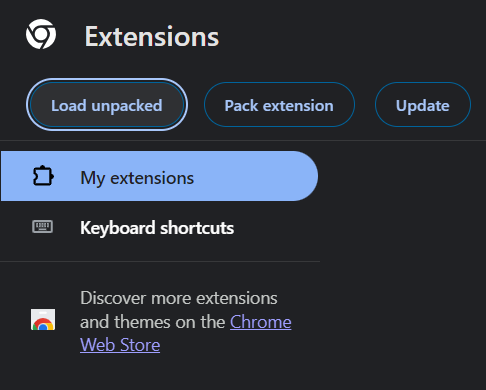 Extensions
Load unpacked
Pack extension
Update
My extensions
Keyboard shortcuts
Discover more extensions
and themes on the Chrome
Web Store